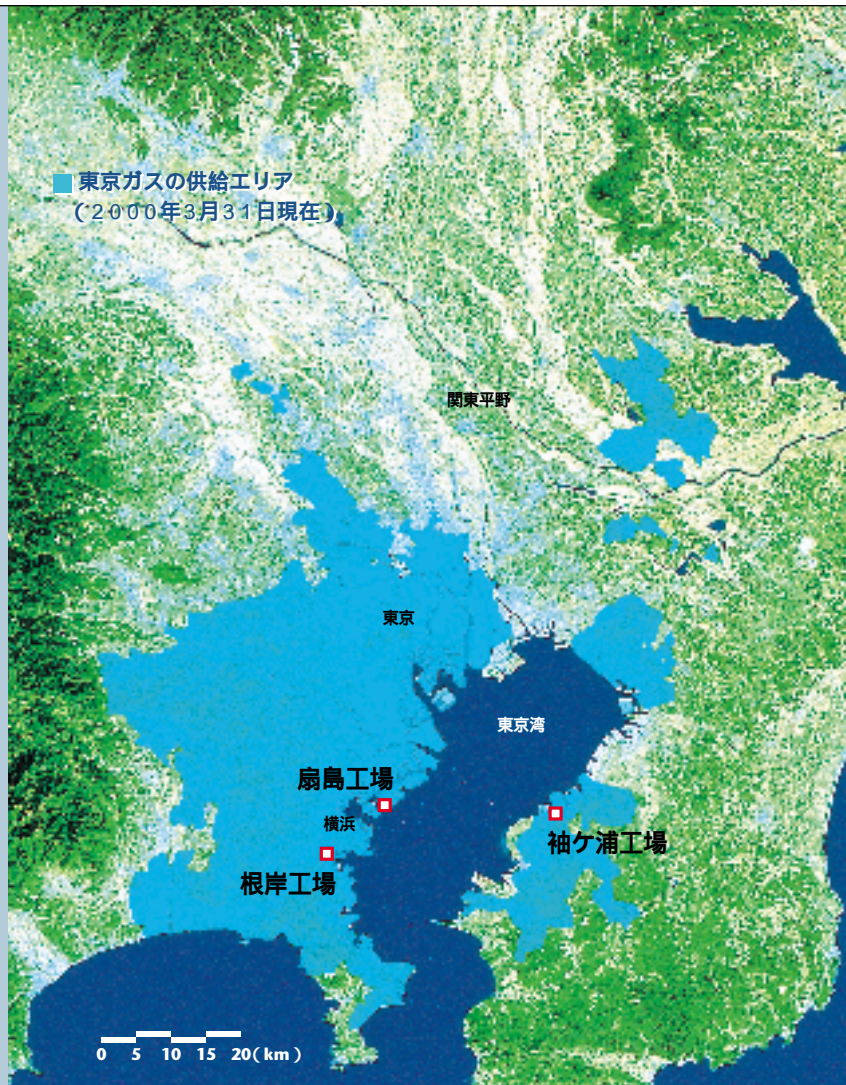 東京ガスの供給エリア
(2000年3月31日現在)
関東平野
東京
東京湾
扇島工場
横浜
袖ケ浦工場
根岸工場
0 5 10 15 20(km)